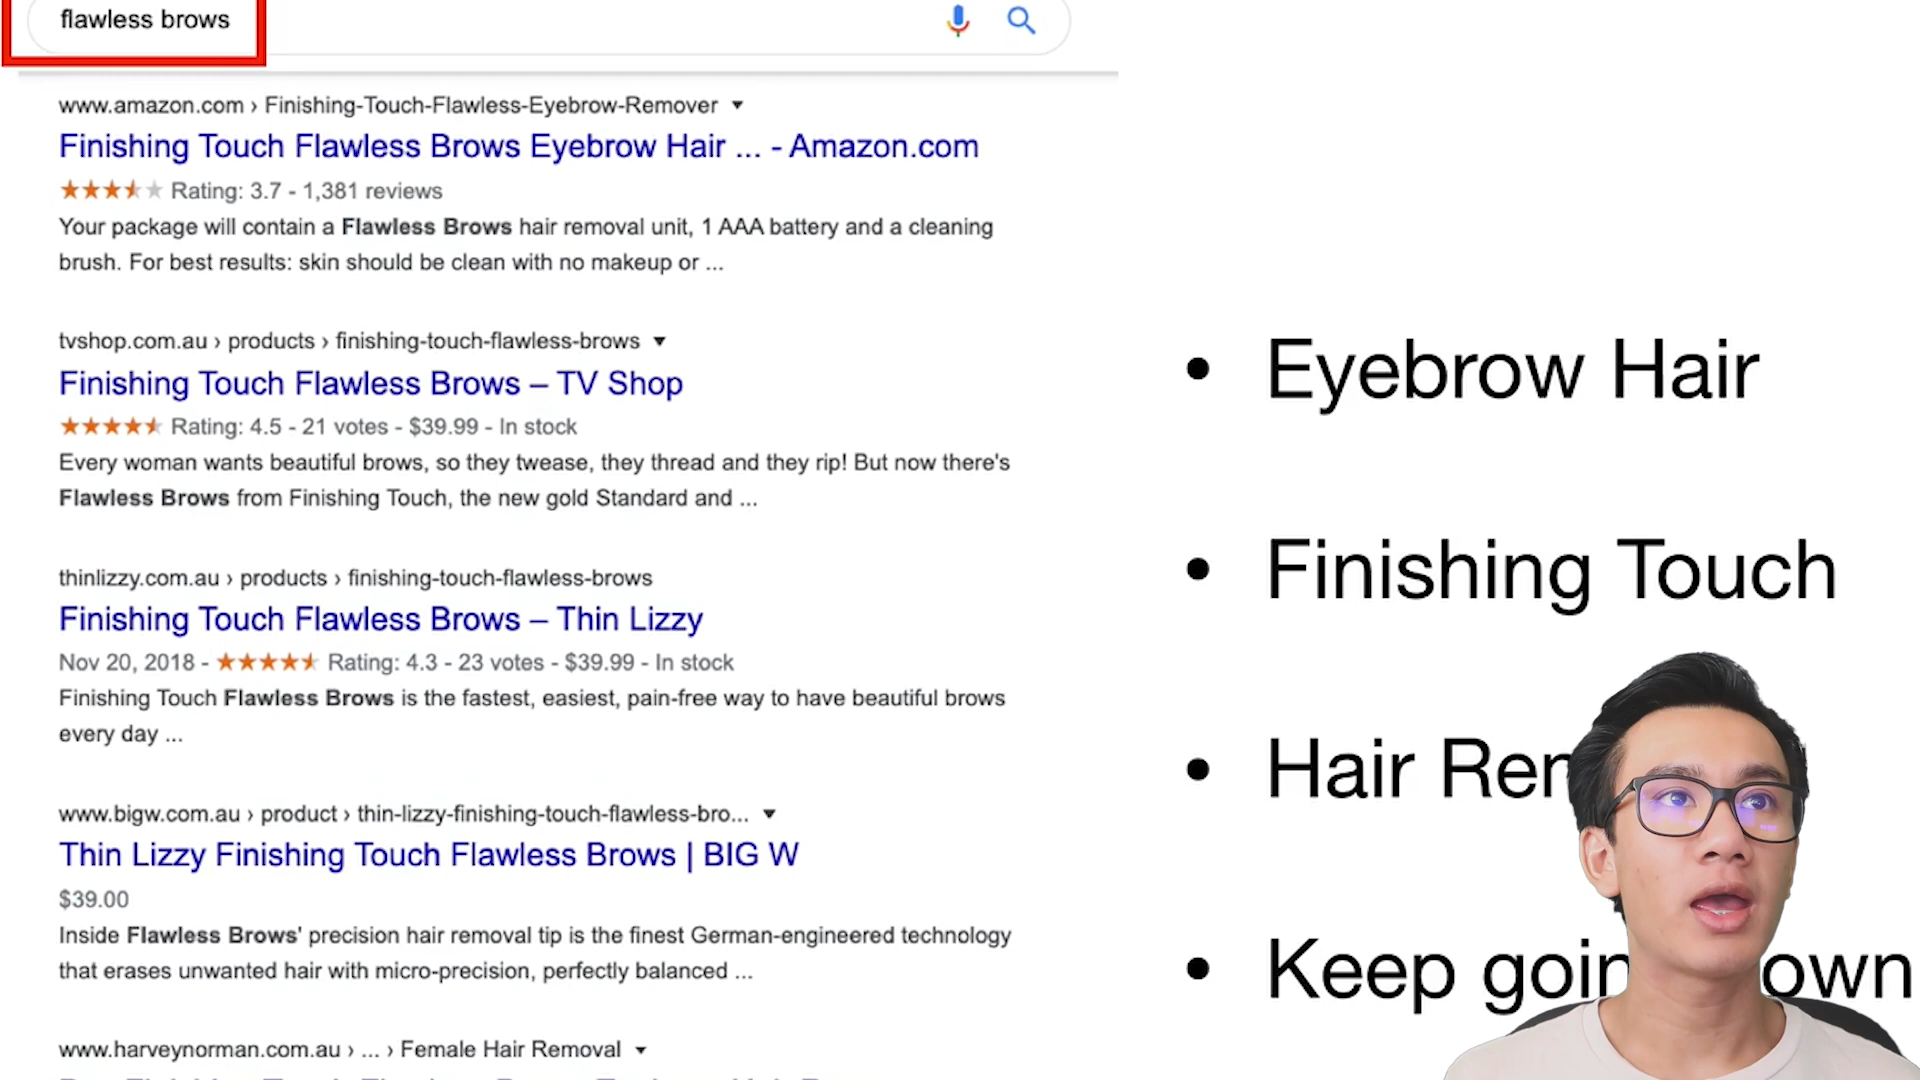 flawless brows
www.amazon.com › Finishing-Touch-Flawless-Eyebrow-Remover
Finishing Touch Flawless Brows Eyebrow Hair ... - Amazon.com
Rating: 3.7 - 1,381 reviews
Your package will contain a Flawless Brows hair removal unit, 1 AAA battery and a cleaning
brush. For best results: skin should be clean with no makeup or ...
tvshop.com.au › products › finishing-touch-flawless-brows
Finishing Touch Flawless Brows – TV Shop
Rating: 4.5 - 21 votes - $39.99 - In stock
Every woman wants beautiful brows, so they twease, they thread and they rip! But now there's
Flawless Brows from Finishing Touch, the new gold Standard and ...
thinlizzy.com.au › products › finishing-touch-flawless-brows
Finishing Touch Flawless Brows – Thin Lizzy
Nov 20, 2018 - Rating: 4.3 - 23 votes - $39.99 - In stock
Finishing Touch Flawless Brows is the fastest, easiest, pain-free way to have beautiful brows
every day ...
www.bigw.com.au › product › thin-lizzy-finishing-touch-flawless-bro...
Thin Lizzy Finishing Touch Flawless Brows | BIG W
$39.00
Inside Flawless Brows' precision hair removal tip is the finest German-engineered technology
that erases unwanted hair with micro-precision, perfectly balanced ...
www.harveynorman.com.au › ... › Female Hair Removal
• Eyebrow Hair
• Finishing Touch
• Hair
• Keep